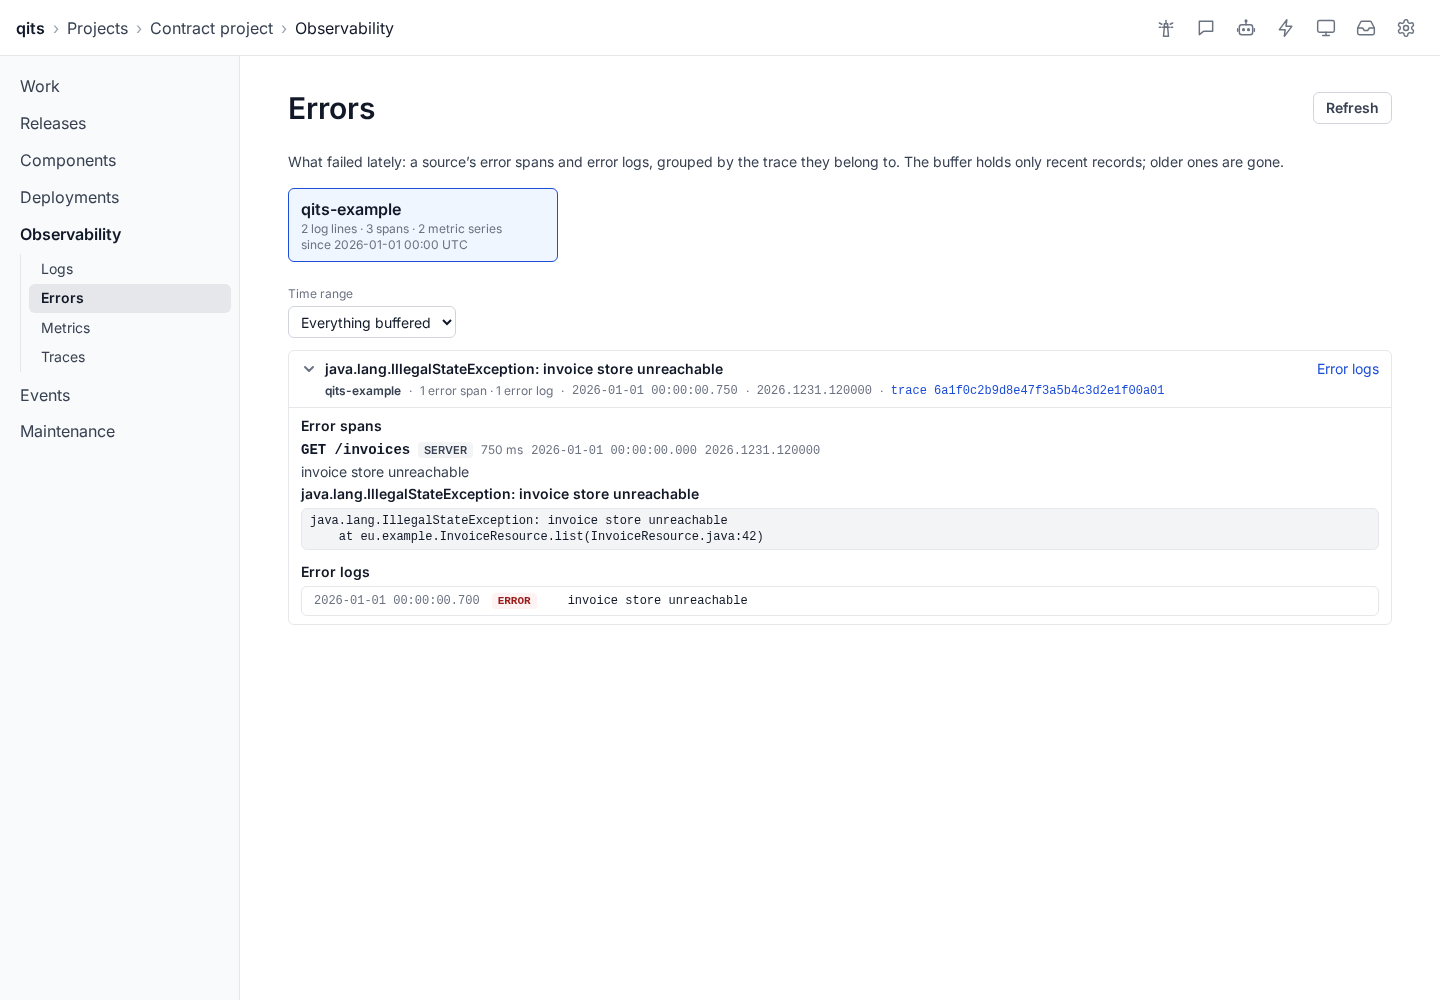 qits › Projects › Contract project › Observability
Work
Releases
Components
Deployments
Observability
Logs
Errors
Metrics
Traces
Events
Maintenance
Errors
Refresh
What failed lately: a source’s error spans and error logs, grouped by the trace they belong to. The buffer holds only recent records; older ones are gone.
qits-example
2 log lines · 3 spans · 2 metric series
since 2026-01-01 00:00 UTC
Time range
Everything buffered
java.lang.IllegalStateException: invoice store unreachable
Error logs
qits-example · 1 error span · 1 error log · 2026-01-01 00:00:00.750 · 2026.1231.120000 · trace 6a1f0c2b9d8e47f3a5b4c3d2e1f00a01
Error spans
GET /invoices SERVER 750 ms 2026-01-01 00:00:00.000 2026.1231.120000
invoice store unreachable
java.lang.IllegalStateException: invoice store unreachable
java.lang.IllegalStateException: invoice store unreachable
at eu.example.InvoiceResource.list(InvoiceResource.java:42)
Error logs
2026-01-01 00:00:00.700 ERROR invoice store unreachable